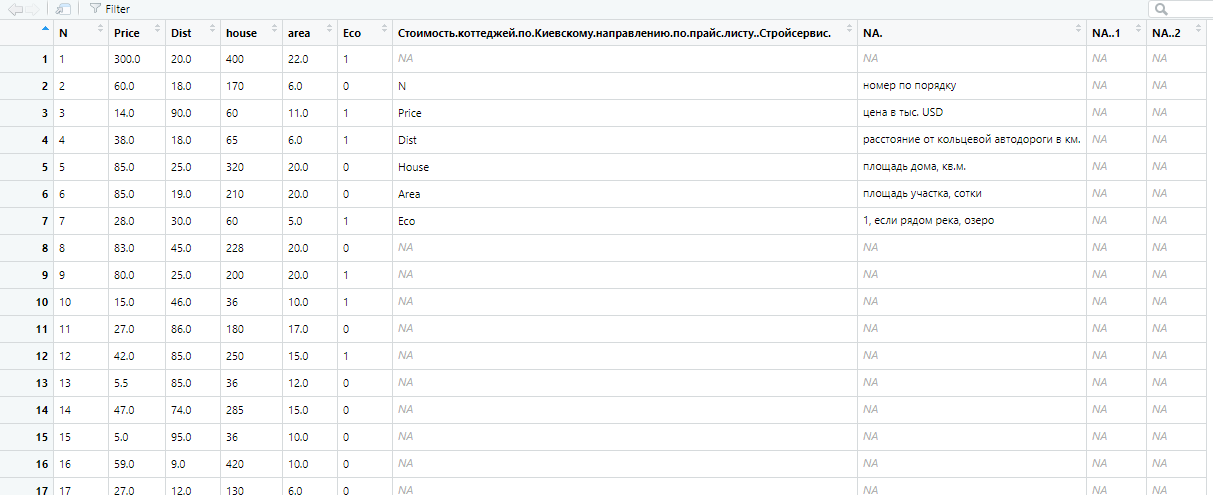 Filter
N Price Dist house area Eco Стоимость.коттеджей.по.Киевскому.направлению.по.прайс.листу..Стройсервис. NA. NA..1 NA..2
1 1 300.0 20.0 400 22.0 1 NA NA NA NA
2 2 60.0 18.0 170 6.0 0 N номер по порядку NA NA
3 3 14.0 90.0 60 11.0 1 Price цена в тыс. USD NA NA
4 4 38.0 18.0 65 6.0 1 Dist расстояние от кольцевой автодороги в км. NA NA
5 5 85.0 25.0 320 20.0 0 House площадь дома, кв.м. NA NA
6 6 85.0 19.0 210 20.0 0 Area площадь участка, сотки NA NA
7 7 28.0 30.0 60 5.0 1 Eco 1, если рядом река, озеро NA NA
8 8 83.0 45.0 228 20.0 0 NA NA NA NA
9 9 80.0 25.0 200 20.0 1 NA NA NA NA
10 10 15.0 46.0 36 10.0 1 NA NA NA NA
11 11 27.0 86.0 180 17.0 0 NA NA NA NA
12 12 42.0 85.0 250 15.0 1 NA NA NA NA
13 13 5.5 85.0 36 12.0 0 NA NA NA NA
14 14 47.0 74.0 285 15.0 0 NA NA NA NA
15 15 5.0 95.0 36 10.0 0 NA NA NA NA
16 16 59.0 9.0 420 10.0 0 NA NA NA NA
17 17 27.0 12.0 130 6.0 0 NA NA NA NA